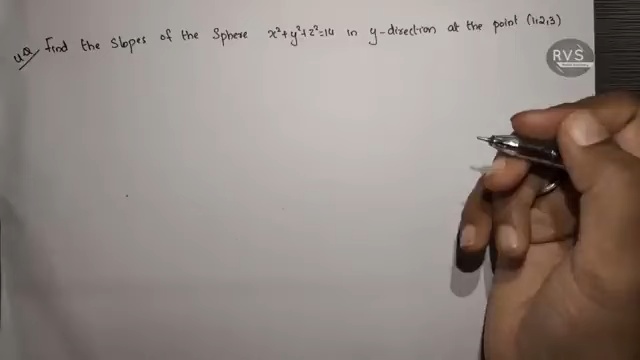 UQ Find the Slopes of the Sphere x²+y²+z²=14 in y-direction at the point (1,2,3)
RVS